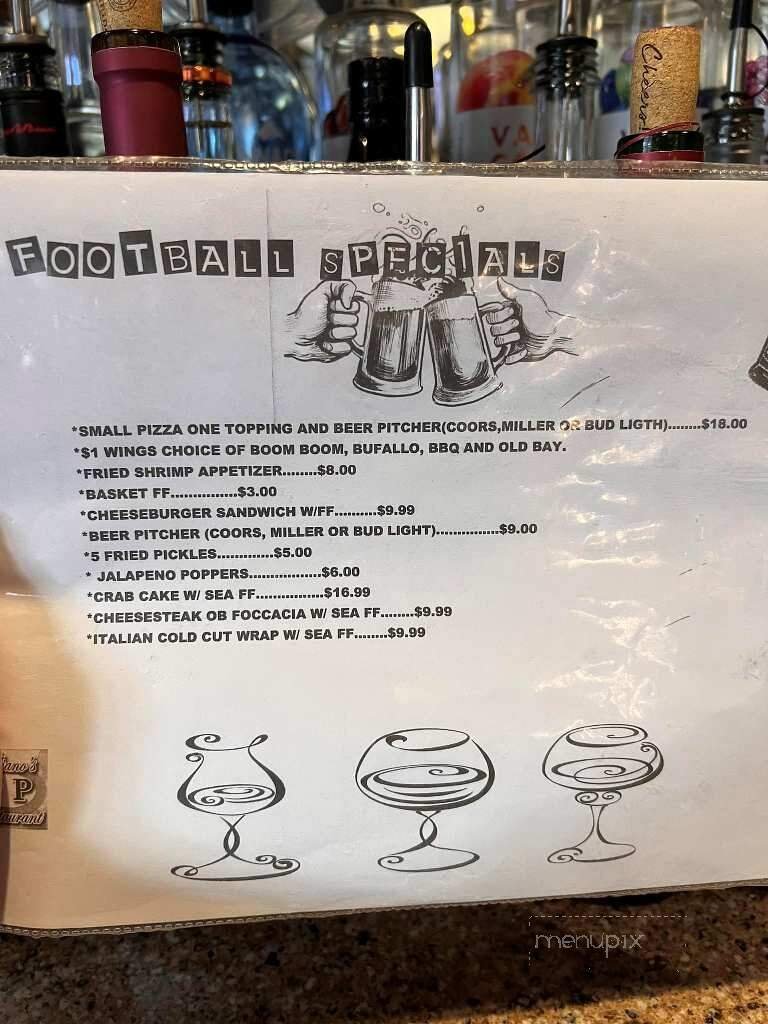 Cheers
VA
FOOTBALL SPECIALS
*SMALL PIZZA ONE TOPPING AND BEER PITCHER(COORS,MILLER OR BUD LIGTH)........$18.00
*$1 WINGS CHOICE OF BOOM BOOM, BUFALLO, BBQ AND OLD BAY.
*FRIED SHRIMP APPETIZER........$8.00
*BASKET FF................$3.00
*CHEESEBURGER SANDWICH W/FF..........$9.99
*BEER PITCHER (COORS, MILLER OR BUD LIGHT)...............$9.00
*5 FRIED PICKLES.............$5.00
* JALAPENO POPPERS.................$6.00
*CRAB CAKE W/ SEA FF................$16.99
*CHEESESTEAK OB FOCCACIA W/ SEA FF........$9.99
*ITALIAN COLD CUT WRAP W/ SEA FF........$9.99
P
menupix